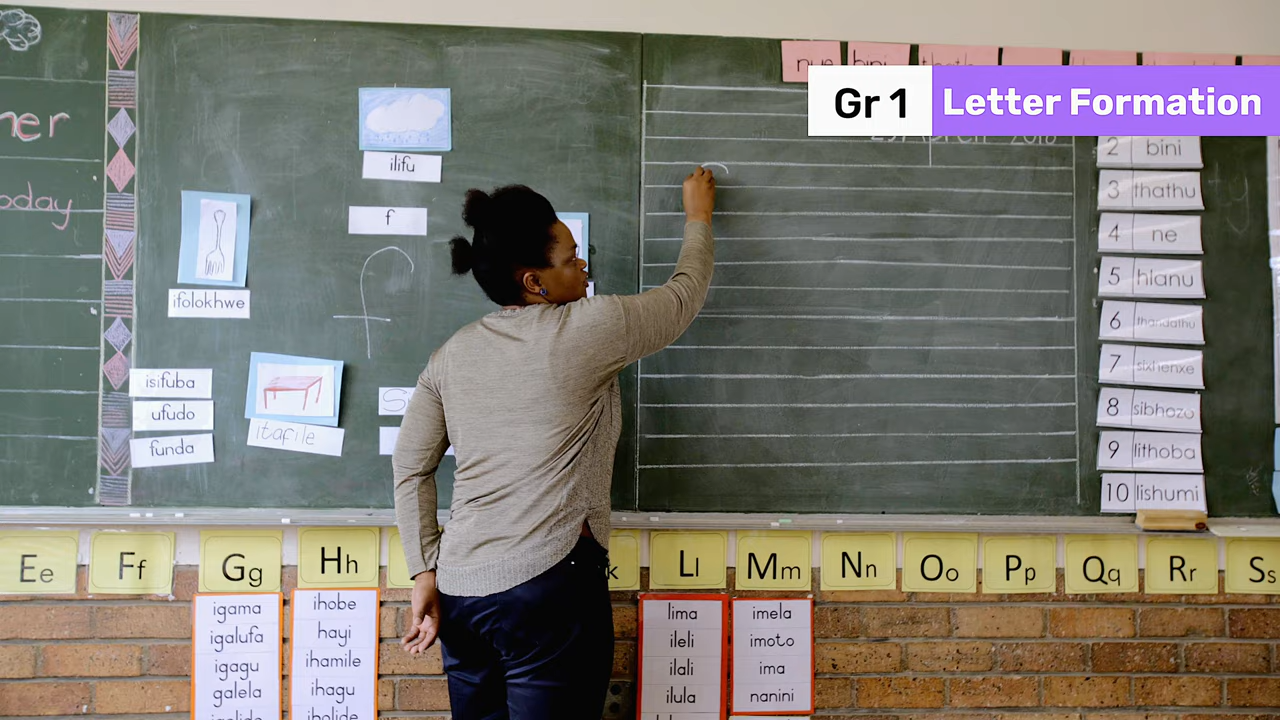 Gr 1 Letter Formation
nye bini
oday
ilifu
f
f
ifolokhwe
isifuba
ufudo
funda
itafile
2 bini
3 thathu
4 ne
5 hlanu
6 thandathu
7 sixhenxe
8 sibhozo
9 lithoba
10 lishumi
Ee Ff Gg Hh k Ll Mm Nn Oo Pp Qq Rr Ss
igama
igalufa
igagu
galela
ihobe
hayi
ihamile
ihagu
ibolide
lima
ileli
ilali
ilula
imela
imoto
ima
nanini